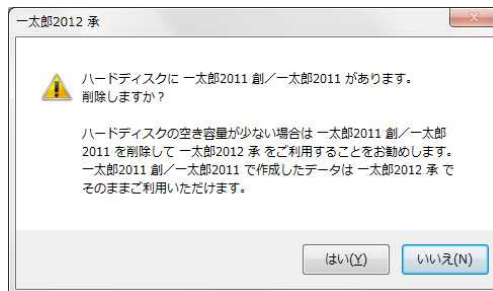 一太郎2012 承
ハードディスクに 一太郎2011 創／一太郎2011 があります。
削除しますか？
ハードディスクの空き容量が少ない場合は 一太郎2011 創／一太郎
2011 を削除して 一太郎2012 承 をご利用することをお勧めします。
一太郎2011 創／一太郎2011 で作成したデータは 一太郎2012 承 で
そのままご利用いただけます。
はい(Y) いいえ(N)